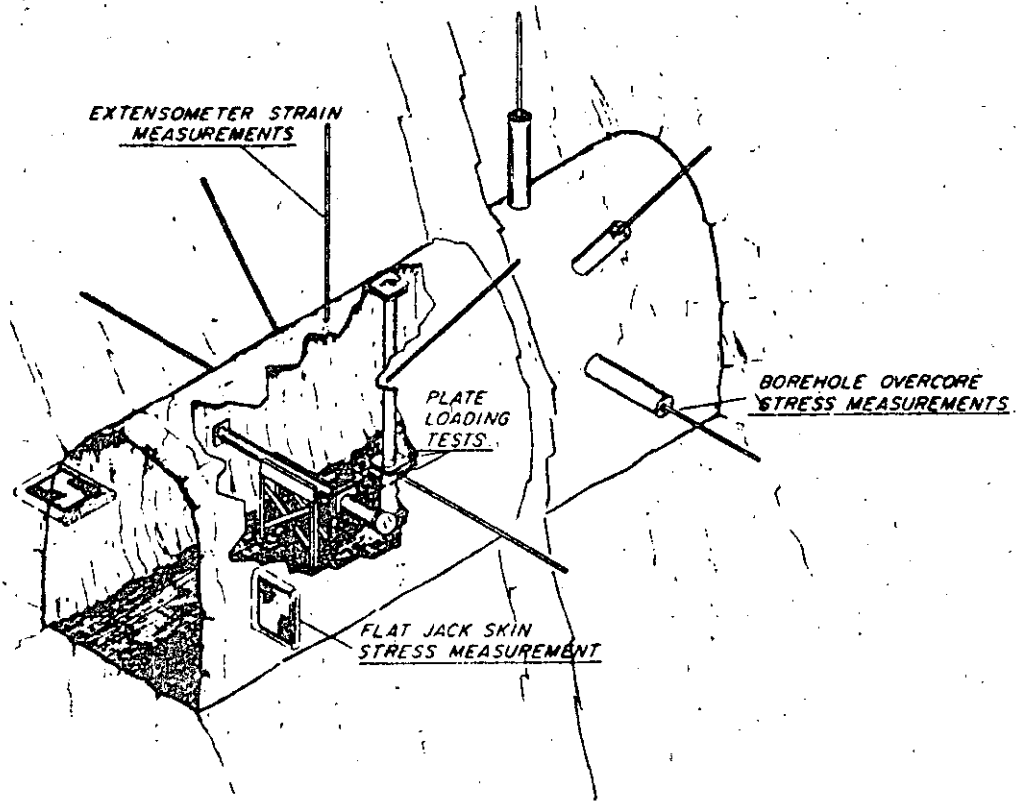 EXTENSOMETER STRAIN
MEASUREMENTS
PLATE
LOADING
TESTS
BOREHOLE OVERCORE
STRESS MEASUREMENTS
FLAT JACK SKIN
STRESS MEASUREMENT